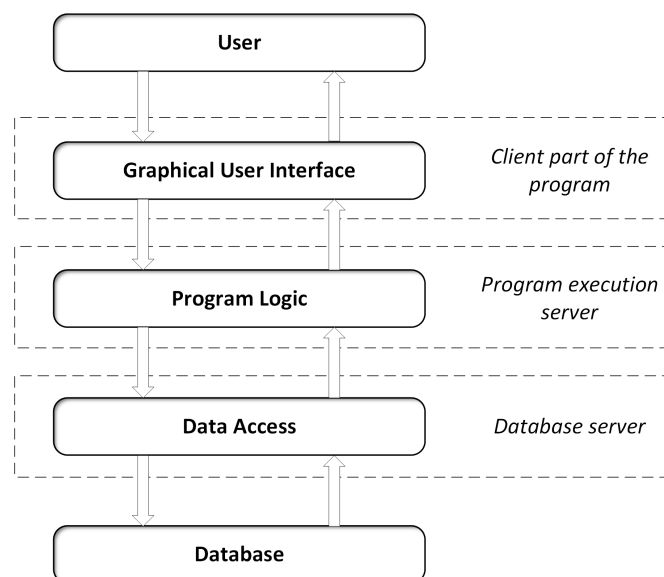 User
Graphical User Interface
Client part of the
program
Program Logic
Program execution
server
Data Access
Database server
Database